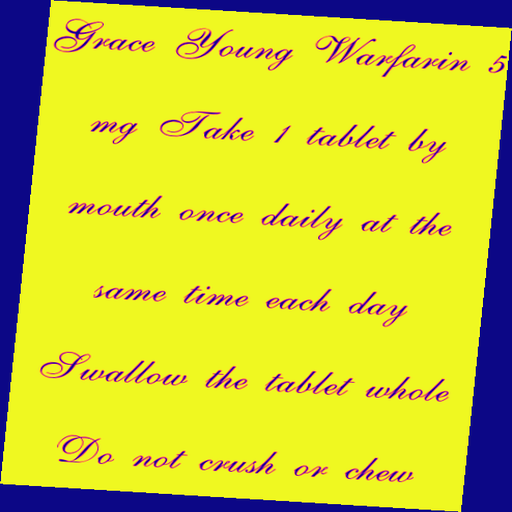 Grace Young Warfarin 5
mg Take 1 tablet by
mouth once daily at the
same time each day
Swallow the tablet whole
Do not crush or chew